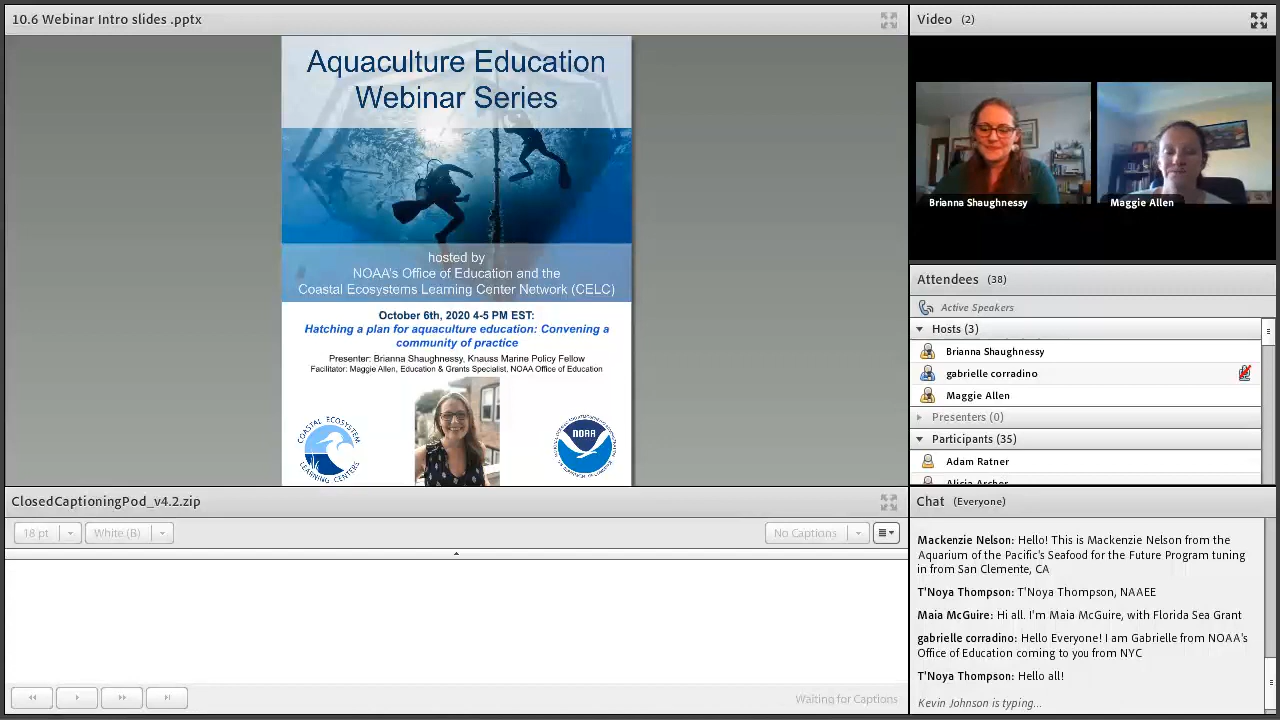 10.6 Webinar Intro slides .pptx
Aquaculture Education
Webinar Series
hosted by
NOAA's Office of Education and the
Coastal Ecosystems Learning Center Network (CELC)
October 6th, 2020 4-5 PM EST:
Hatching a plan for aquaculture education: Convening a
community of practice
Presenter: Brianna Shaughnessy, Knauss Marine Policy Fellow
Facilitator: Maggie Allen, Education & Grants Specialist, NOAA Office of Education
COASTAL ECOSYSTEM
LEARNING CENTERS
NOAA
ClosedCaptioningPod_v4.2.zip
18 pt
White (B)
No Captions
Waiting for Captions
Video (2)
Brianna Shaughnessy
Maggie Allen
Attendees (38)
Active Speakers
Hosts (3)
Brianna Shaughnessy
gabrielle corradino
Maggie Allen
Presenters (0)
Participants (35)
Adam Ratner
Alicia Archer
Chat (Everyone)
Mackenzie Nelson: Hello! This is Mackenzie Nelson from the
Aquarium of the Pacific's Seafood for the Future Program tuning
in from San Clemente, CA
T'Noya Thompson: T'Noya Thompson, NAAEE
Maia McGuire: Hi all. I'm Maia McGuire, with Florida Sea Grant
gabrielle corradino: Hello Everyone! I am Gabrielle from NOAA's
Office of Education coming to you from NYC
T'Noya Thompson: Hello all!
Kevin Johnson is typing...